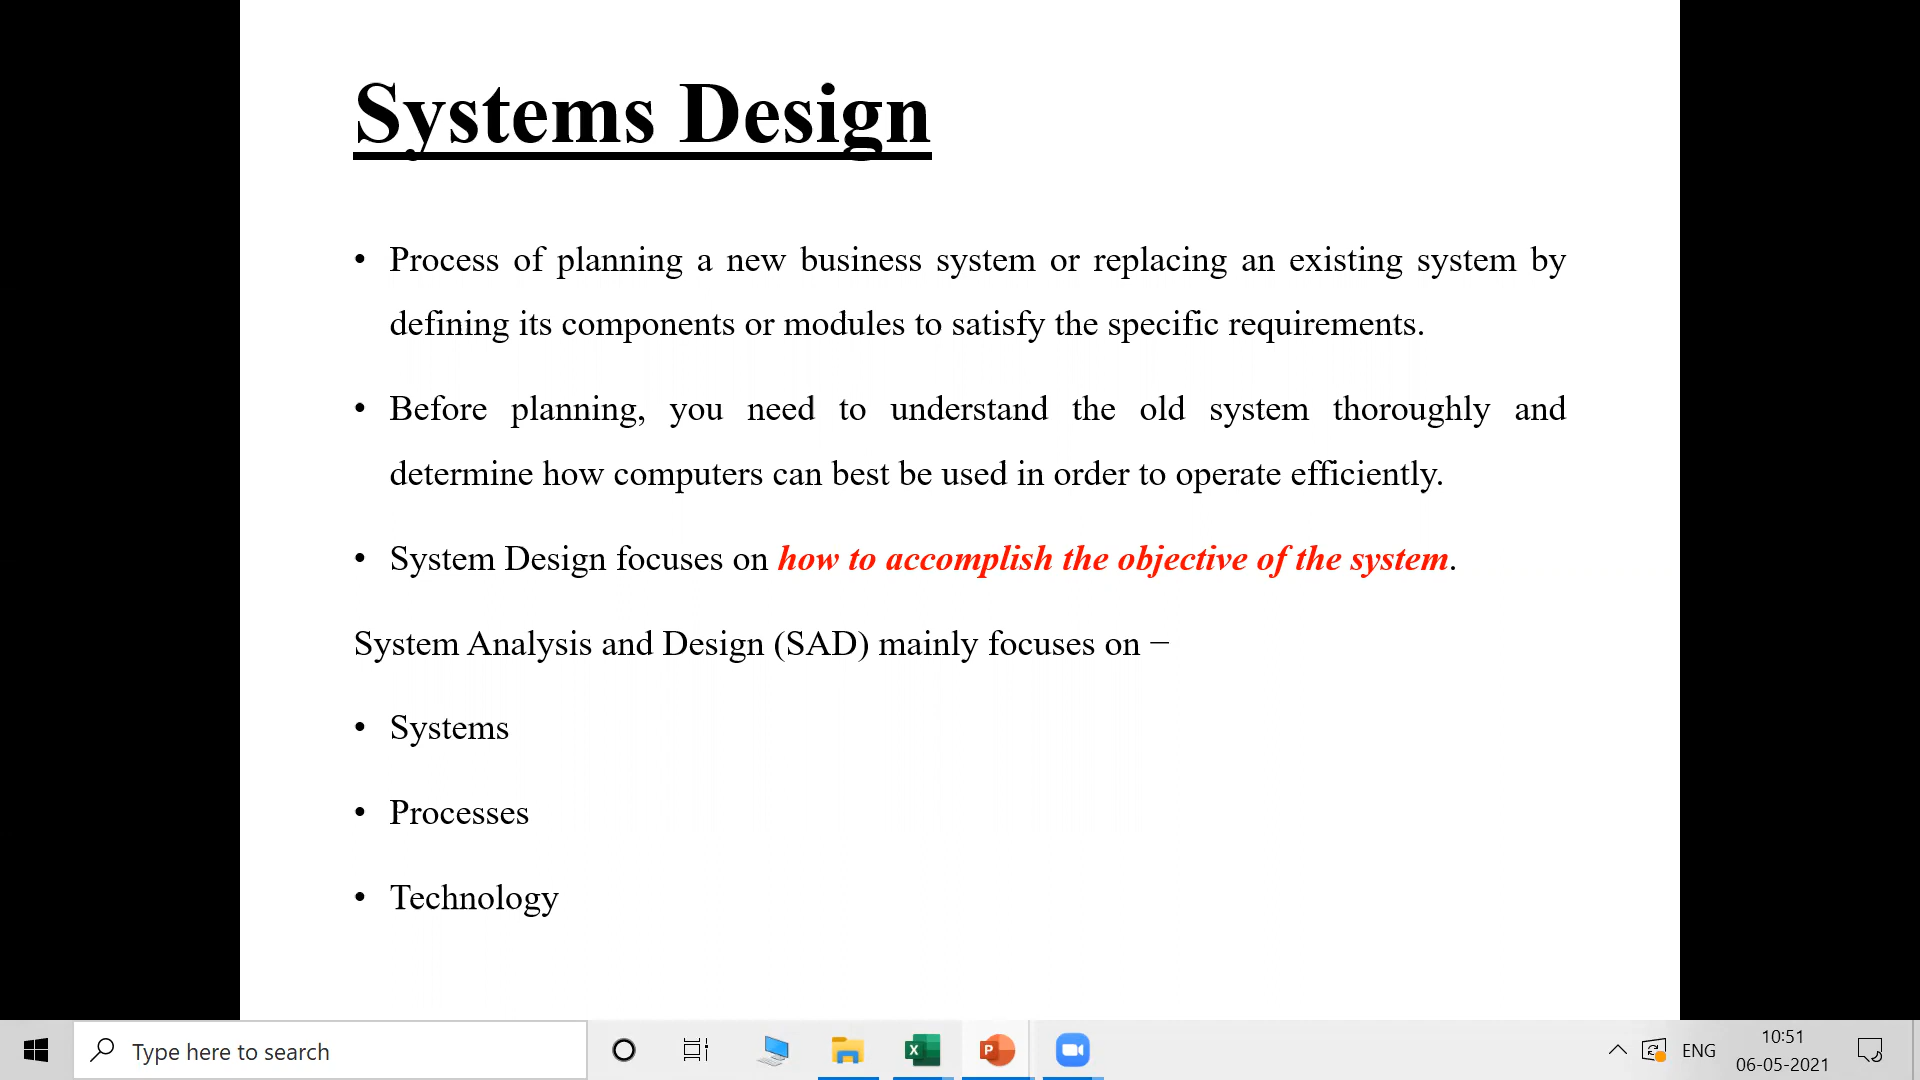 Systems Design
• Process of planning a new business system or replacing an existing system by
defining its components or modules to satisfy the specific requirements.
• Before planning, you need to understand the old system thoroughly and
determine how computers can best be used in order to operate efficiently.
• System Design focuses on how to accomplish the objective of the system.
System Analysis and Design (SAD) mainly focuses on −
• Systems
• Processes
• Technology
Type here to search
ENG
10:51
06-05-2021